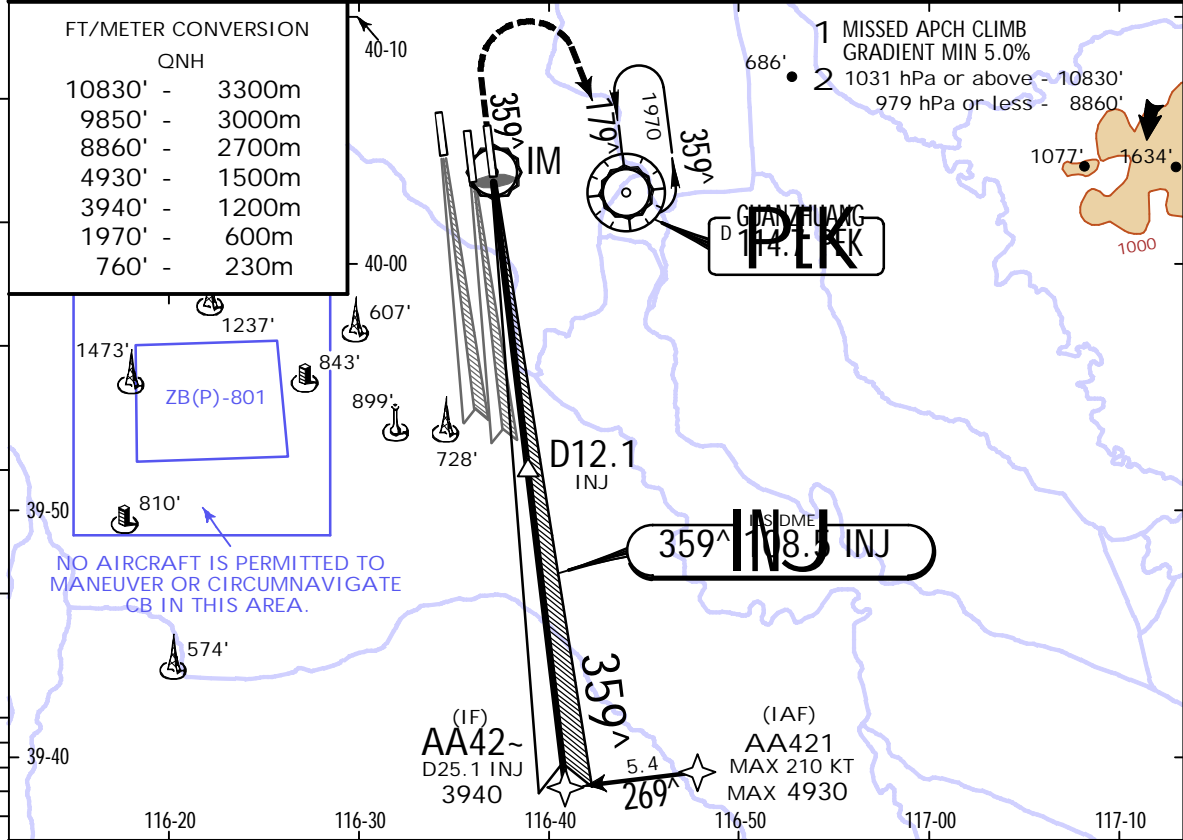 FT/METER CONVERSION
QNH
10830' - 3300m
9850' - 3000m
8860' - 2700m
4930' - 1500m
3940' - 1200m
1970' - 600m
760' - 230m
40-10
1 MISSED APCH CLIMB
GRADIENT MIN 5.0%
2 1031 hPa or above - 10830'
979 hPa or less - 8860'
686'
359^
179^
1970
359^
IM
1077'
1634'
1000
GUANZHUANG
D PEK
PEK
40-00
1237'
607'
1473'
843'
ZB(P)-801
899'
728'
D12.1
INJ
39-50
810'
ILS DME
359^ 108.5 INJ
INJ
NO AIRCRAFT IS PERMITTED TO
MANEUVER OR CIRCUMNAVIGATE
CB IN THIS AREA.
574'
359^
(IF)
AA42~
D25.1 INJ
3940
(IAF)
AA421
MAX 210 KT
MAX 4930
5.4
269^
39-40
116-20
116-30
116-40
116-50
117-00
117-10